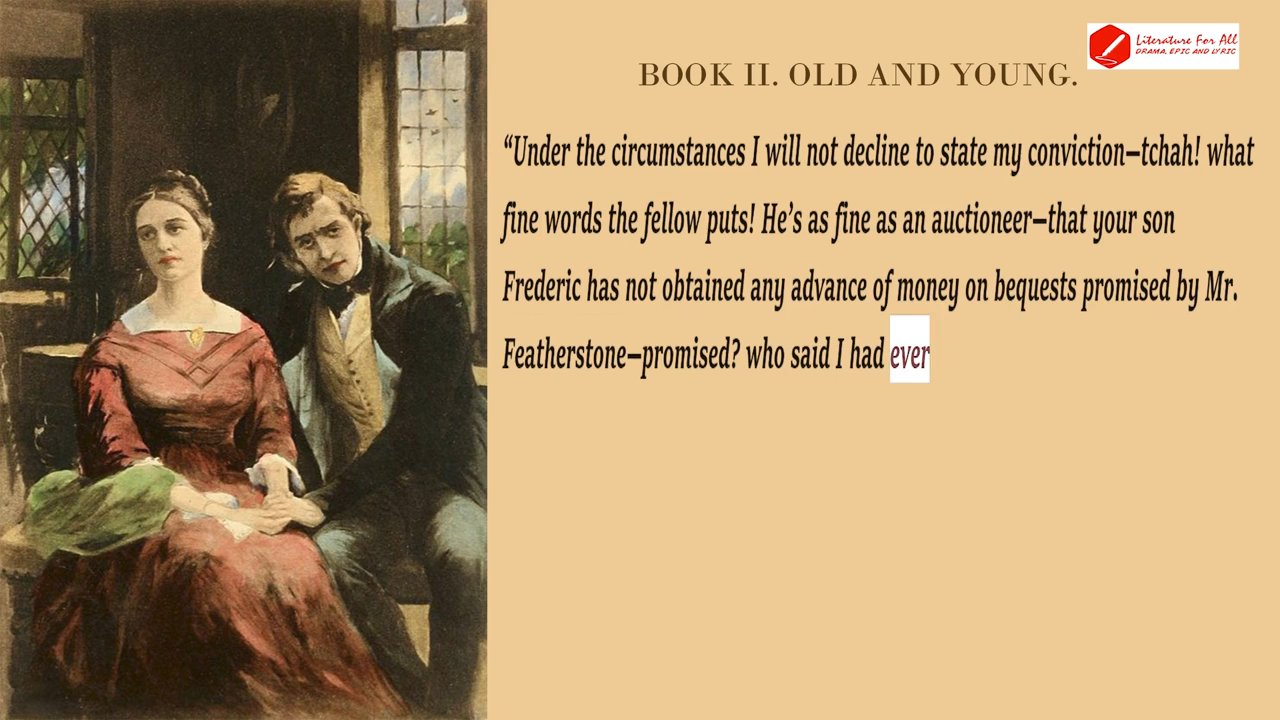 Literature For All
DRAMA, EPIC AND LYRIC
BOOK II. OLD AND YOUNG.
“Under the circumstances I will not decline to state my conviction—tchah! what
fine words the fellow puts! He’s as fine as an auctioneer—that your son
Frederic has not obtained any advance of money on bequests promised by Mr.
Featherstone—promised? who said I had ever